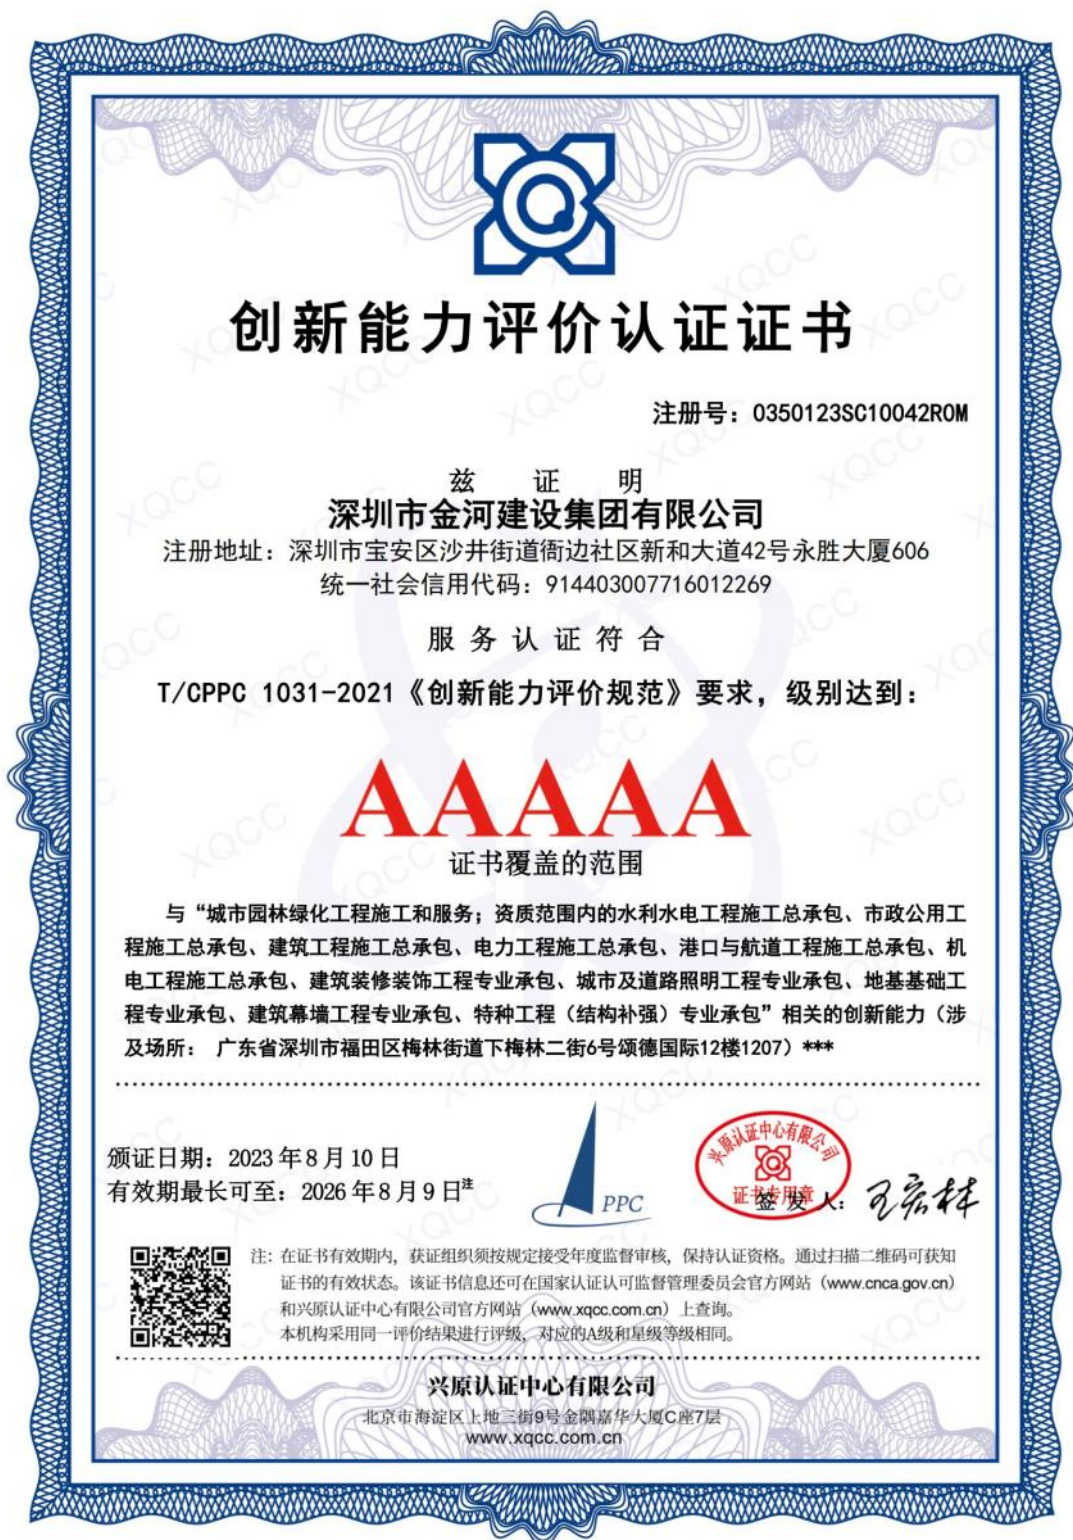 创新能力评价认证证书
注册号：0350123SC10042R0M
兹 证 明
深圳市金河建设集团有限公司
注册地址：深圳市宝安区沙井街道衙边社区新和大道42号永胜大厦606
统一社会信用代码：914403007716012269
服务认证符合
T/CPPC 1031-2021《创新能力评价规范》要求，级别达到：
AAAAA
证书覆盖的范围
与“城市园林绿化工程施工和服务；资质范围内的水利水电工程施工总承包、市政公用工
程施工总承包、建筑工程施工总承包、电力工程施工总承包、港口与航道工程施工总承包、机
电工程施工总承包、建筑装修装饰工程专业承包、城市及道路照明工程专业承包、地基基础工
程专业承包、建筑幕墙工程专业承包、特种工程（结构补强）专业承包”相关的创新能力（涉
及场所： 广东省深圳市福田区梅林街道下梅林二街6号颂德国际12楼1207）***
颁证日期：2023年8月10日
有效期最长可至：2026年8月9日注
PPC
兴原认证中心有限公司
证书专用章
签发人：王宏林
注：在证书有效期内，获证组织须按规定接受年度监督审核，保持认证资格。通过扫描二维码可获知
证书的有效状态。该证书信息还可在国家认证认可监督管理委员会官方网站（www.cnca.gov.cn）
和兴原认证中心有限公司官方网站（www.xqcc.com.cn）上查询。
本机构采用同一评价结果进行评级，对应的A级和星级等级相同。
兴原认证中心有限公司
北京市海淀区上地三街9号金隅嘉华大厦C座7层
www.xqcc.com.cn
XQCC